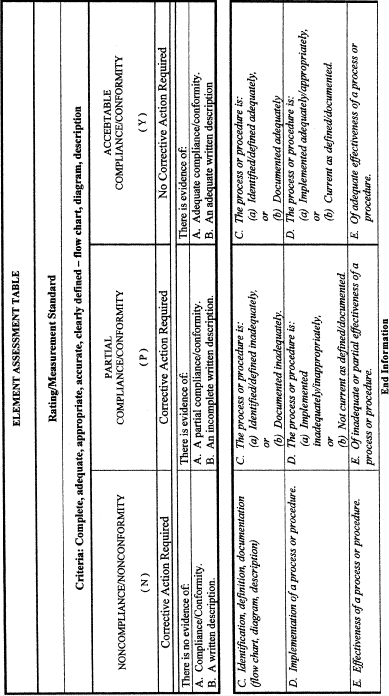 ELEMENT ASSESSMENT TABLE
Rating/Measurement Standard
Criteria: Complete, adequate, appropriate, accurate, clearly defined – flow chart, diagram, description
NONCOMPLIANCE/NONCONFORMITY
( N )
PARTIAL
COMPLIANCE/CONFORMITY
( P )
ACCEPTABLE
COMPLIANCE/CONFORMITY
( Y )
Corrective Action Required
Corrective Action Required
No Corrective Action Required
There is no evidence of:
A. Compliance/Conformity.
B. A written description.
There is evidence of:
A. A partial compliance/conformity.
B. An incomplete written description.
There is evidence of:
A. Adequate compliance/conformity.
B. An adequate written description
C. Identification, definition, documentation
(flow chart, diagram, description)
C. The process or procedure is:
(a) Identified/defined inadequately,
or
(b) Documented inadequately.
C. The process or procedure is:
(a) Identified/defined adequately,
or
(b) Documented adequately
D. Implementation of a process or procedure.
D. The process or procedure is:
(a) Implemented
inadequately/inappropriately,
or
(b) Not current as defined/documented.
D. The process or procedure is:
(a) Implemented adequately/appropriately,
or
(b) Current as defined/documented.
E. Effectiveness of a process or procedure.
E. Of inadequate or partial effectiveness of a
process or procedure.
E. Of adequate effectiveness of a process or
procedure.
End Information